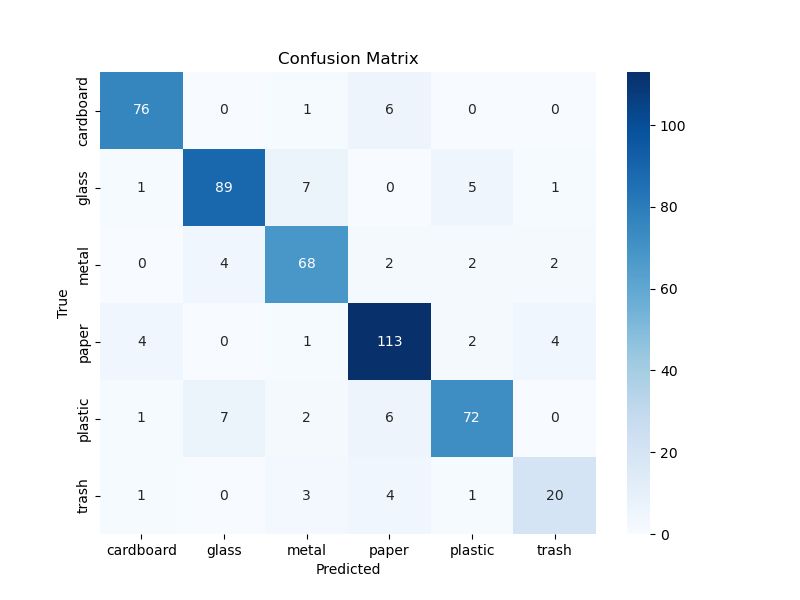 Confusion Matrix
cardboard 76 0 1 6 0 0
glass 1 89 7 0 5 1
metal 0 4 68 2 2 2
paper 4 0 1 113 2 4
plastic 1 7 2 6 72 0
trash 1 0 3 4 1 20
True
cardboard glass metal paper plastic trash
Predicted
100
80
60
40
20
0